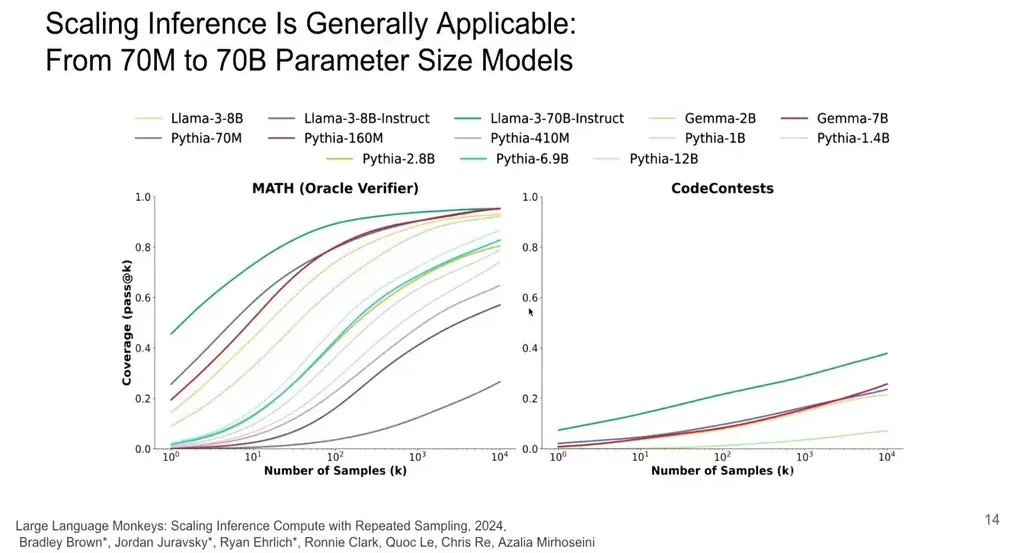 Scaling Inference Is Generally Applicable:
From 70M to 70B Parameter Size Models
Llama-3-8B Llama-3-8B-Instruct Llama-3-70B-Instruct Gemma-2B Gemma-7B
Pythia-70M Pythia-160M Pythia-410M Pythia-1B Pythia-1.4B
Pythia-2.8B Pythia-6.9B Pythia-12B
MATH (Oracle Verifier)
Coverage (pass@k)
1.0
0.8
0.6
0.4
0.2
0.0
10⁰ 10¹ 10² 10³ 10⁴
Number of Samples (k)
CodeContests
1.0
0.8
0.6
0.4
0.2
0.0
10⁰ 10¹ 10² 10³ 10⁴
Number of Samples (k)
Large Language Monkeys: Scaling Inference Compute with Repeated Sampling, 2024,
Bradley Brown*, Jordan Juravsky*, Ryan Ehrlich*, Ronnie Clark, Quoc Le, Chris Re, Azalia Mirhoseini
14